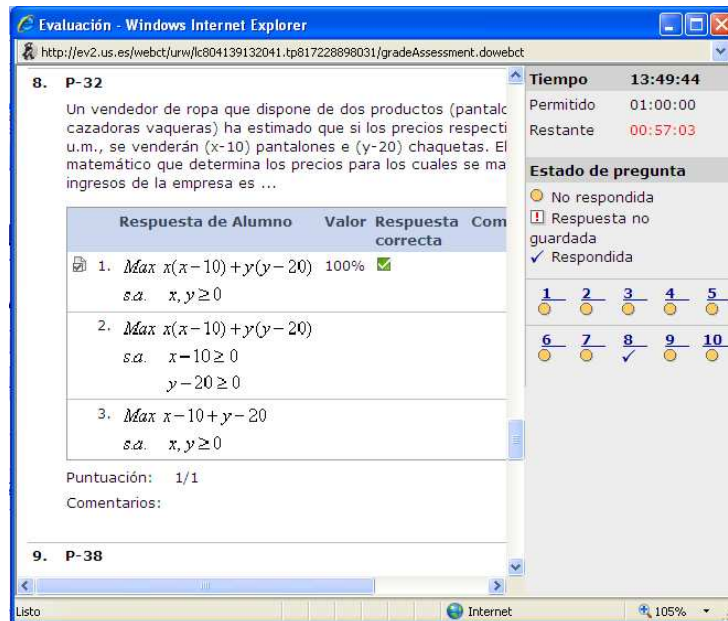 Evaluación - Windows Internet Explorer
http://ev2.us.es/webct/urw/lc804139132041.tp817228898031/gradeAssessment.dowebct
8. P-32
Un vendedor de ropa que dispone de dos productos (pantalo
cazadoras vaqueras) ha estimado que si los precios respecti
u.m., se venderán (x-10) pantalones e (y-20) chaquetas. El
matemático que determina los precios para los cuales se ma
ingresos de la empresa es ...
Respuesta de Alumno Valor Respuesta correcta Com
1. Max x(x-10)+y(y-20) 100%
s.a. x,y≥0
2. Max x(x-10)+y(y-20)
s.a. x-10≥0
y-20≥0
3. Max x-10+y-20
s.a. x,y≥0
Puntuación: 1/1
Comentarios:
9. P-38
Tiempo 13:49:44
Permitido 01:00:00
Restante 00:57:03
Estado de pregunta
No respondida
Respuesta no
guardada
Respondida
1 2 3 4 5
6 7 8 9 10
Listo Internet 105%